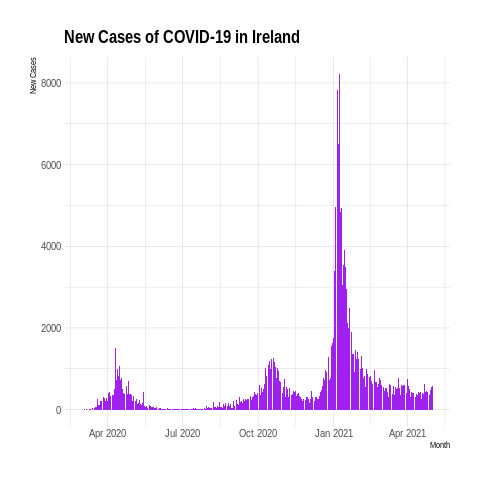 New Cases of COVID-19 in Ireland
New Cases
8000
6000
4000
2000
0
Apr 2020 Jul 2020 Oct 2020 Jan 2021 Apr 2021
Month